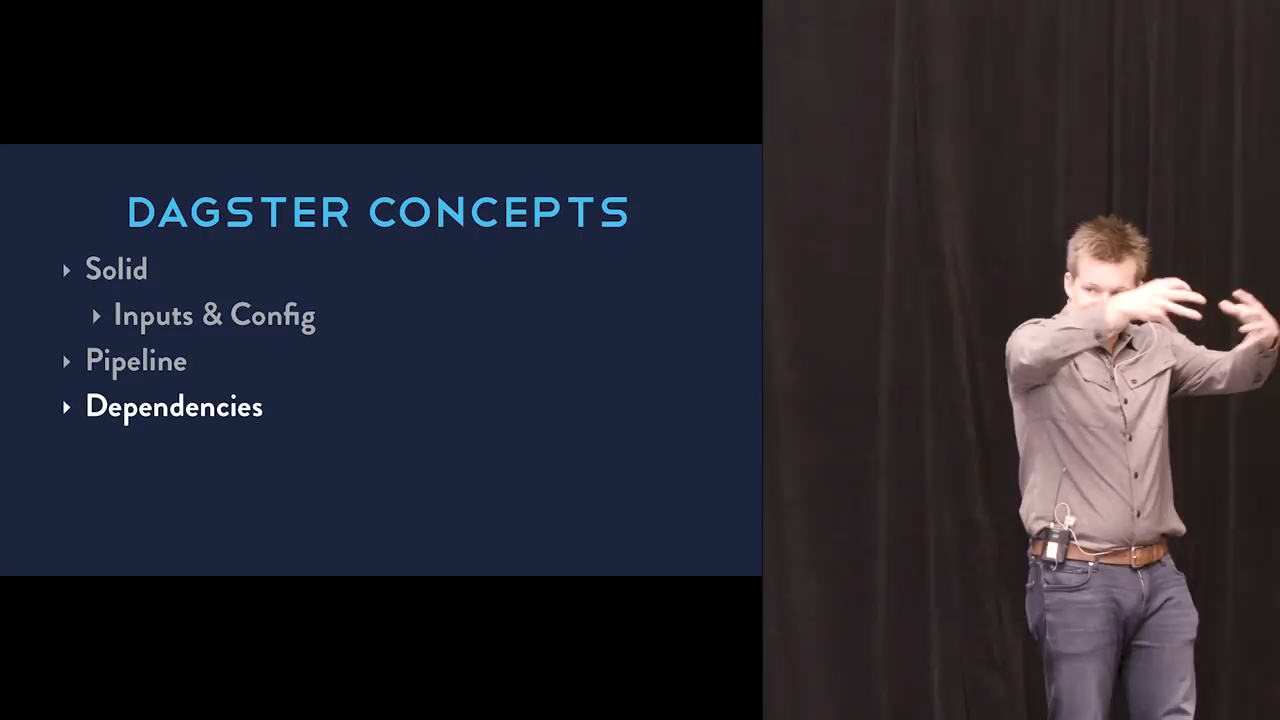 DAGSTER CONCEPTS
Solid
Inputs & Config
Pipeline
Dependencies